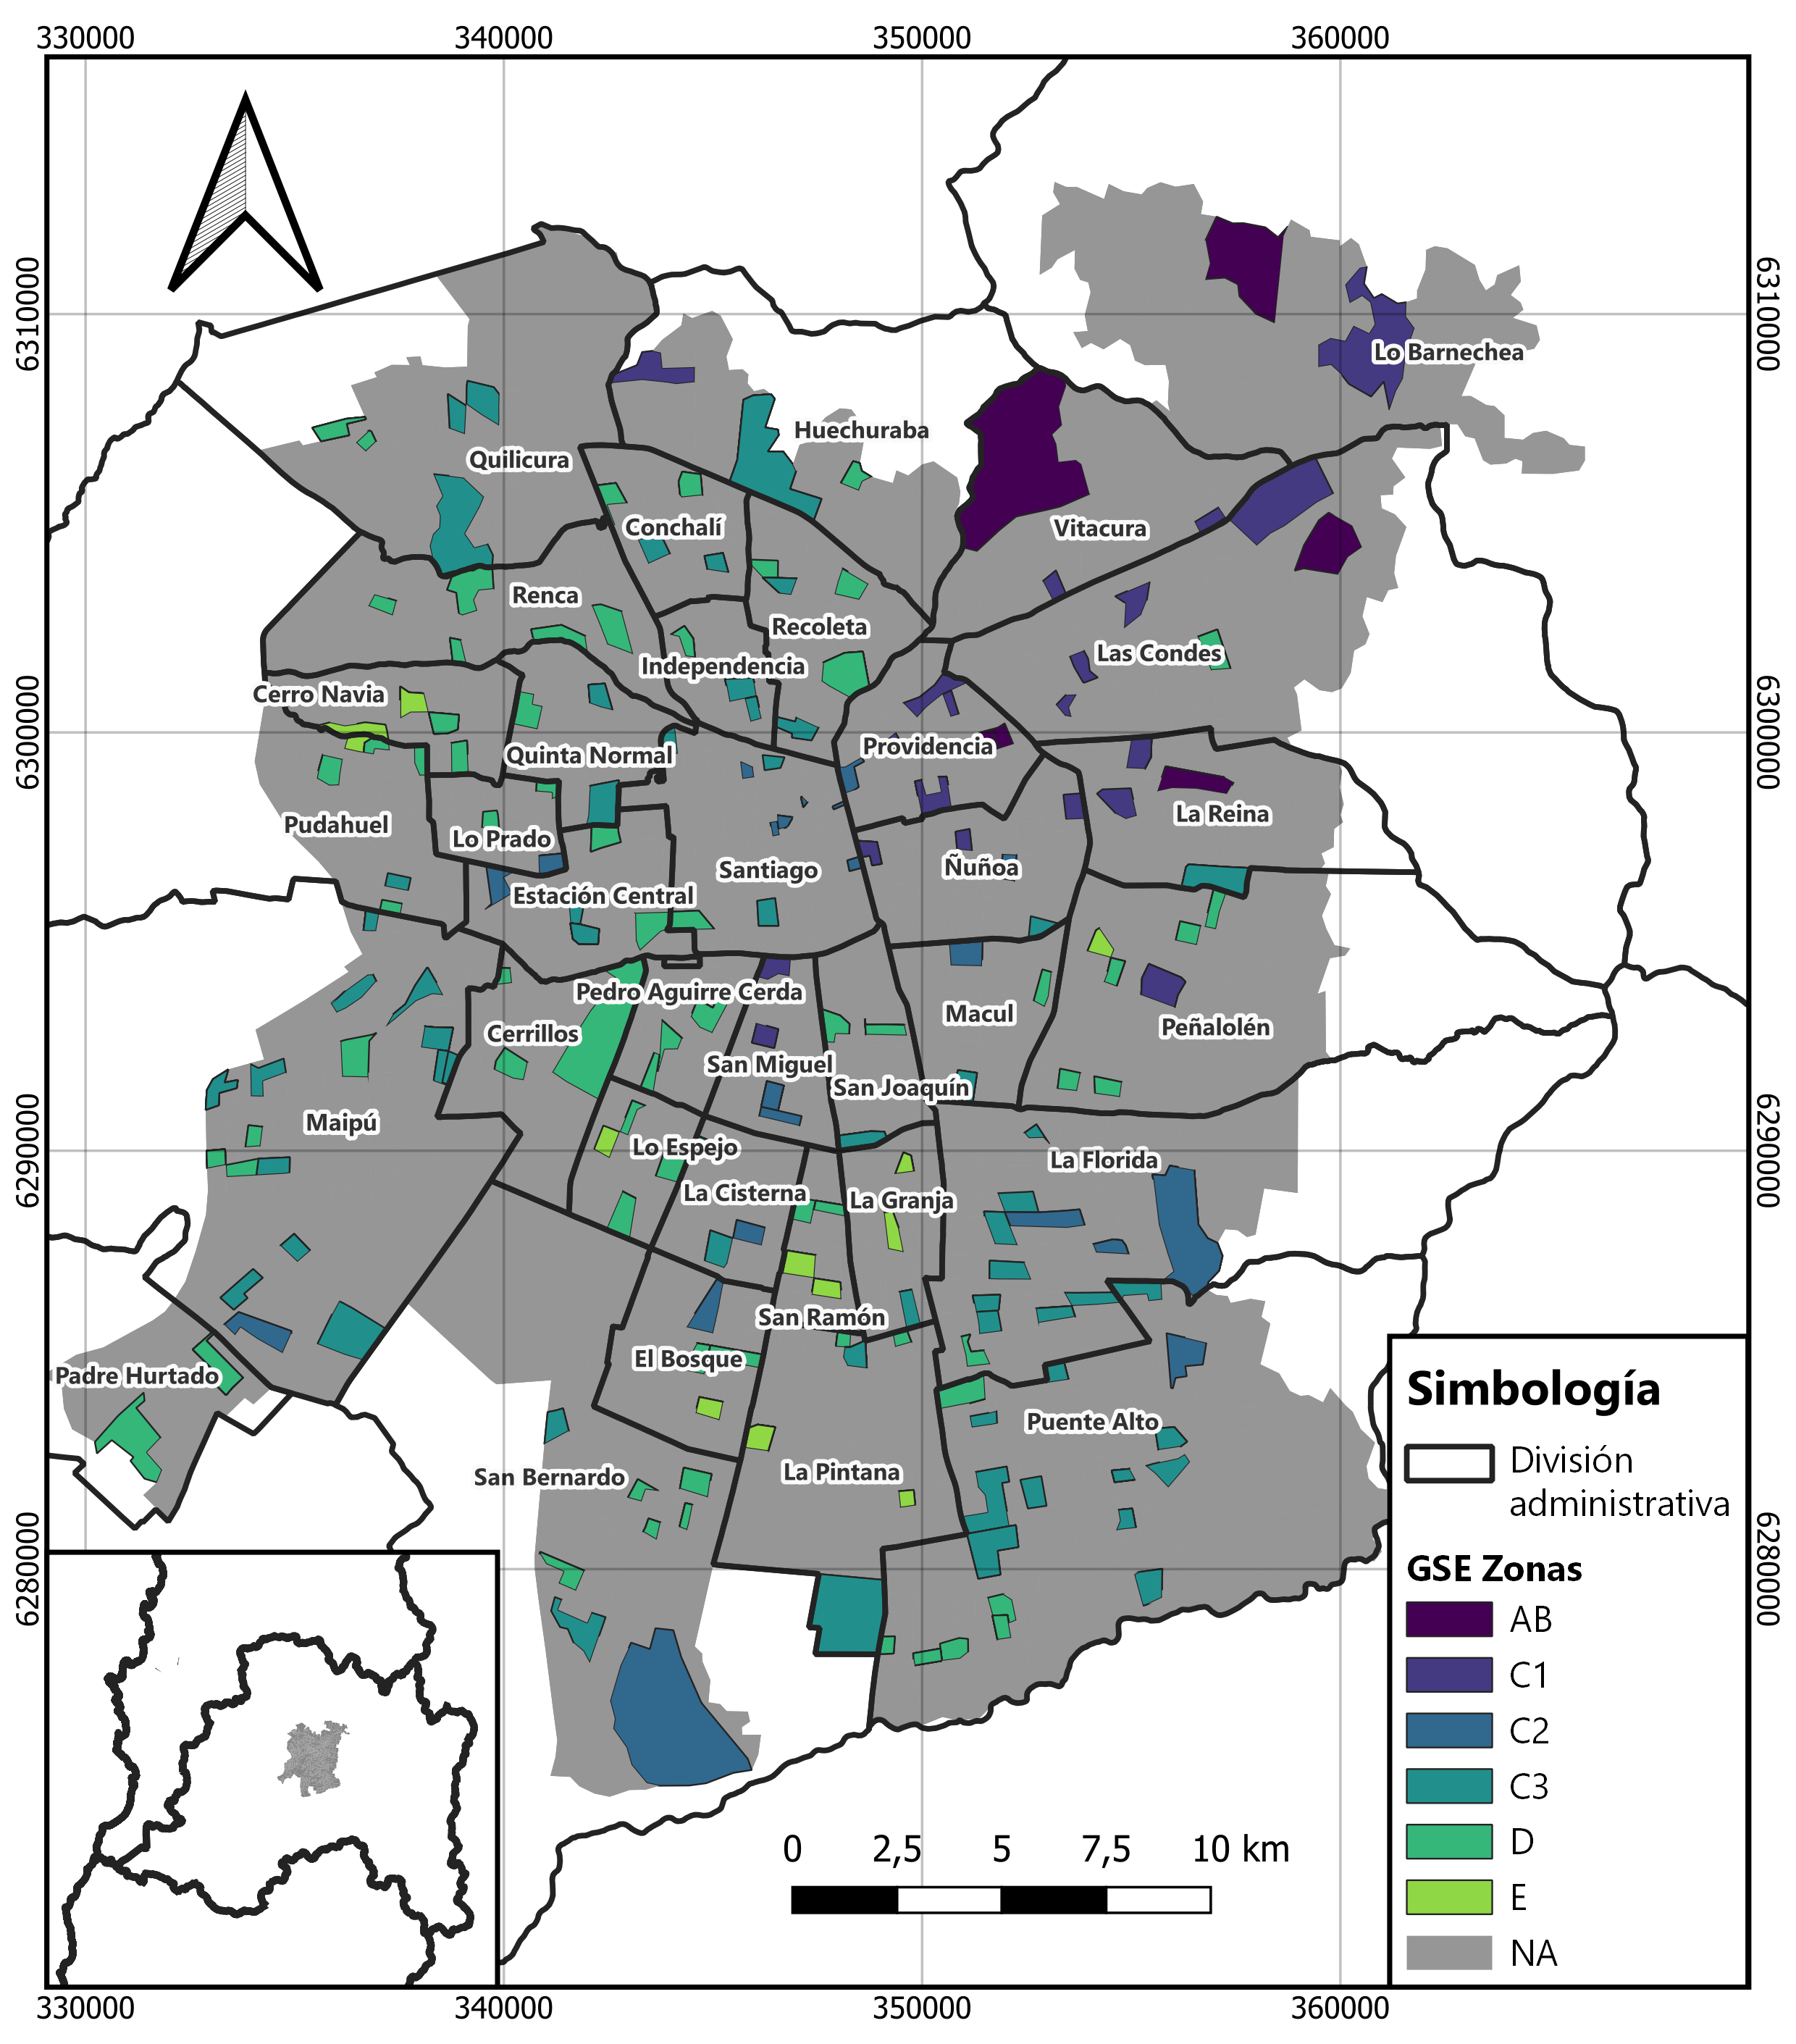 330000 340000 350000 360000
6310000 6310000
Lo Barnechea
Huechuraba
Quilicura
Conchalí
Vitacura
Renca
Recoleta
Las Condes
Independencia
6300000 6300000
Cerro Navia
Providencia
Quinta Normal
La Reina
Pudahuel
Lo Prado
Santiago
Ñuñoa
Estación Central
Pedro Aguirre Cerda
Macul
Peñalolén
Cerrillos
San Miguel
San Joaquín
6290000 6290000
Maipú
Lo Espejo
La Florida
La Cisterna
La Granja
San Ramón
El Bosque
Padre Hurtado
Puente Alto
La Pintana
San Bernardo
6280000 6280000
Simbología
División
administrativa
GSE Zonas
AB
C1
C2
C3
D
E
NA
0 2,5 5 7,5 10 km
330000 340000 350000 360000